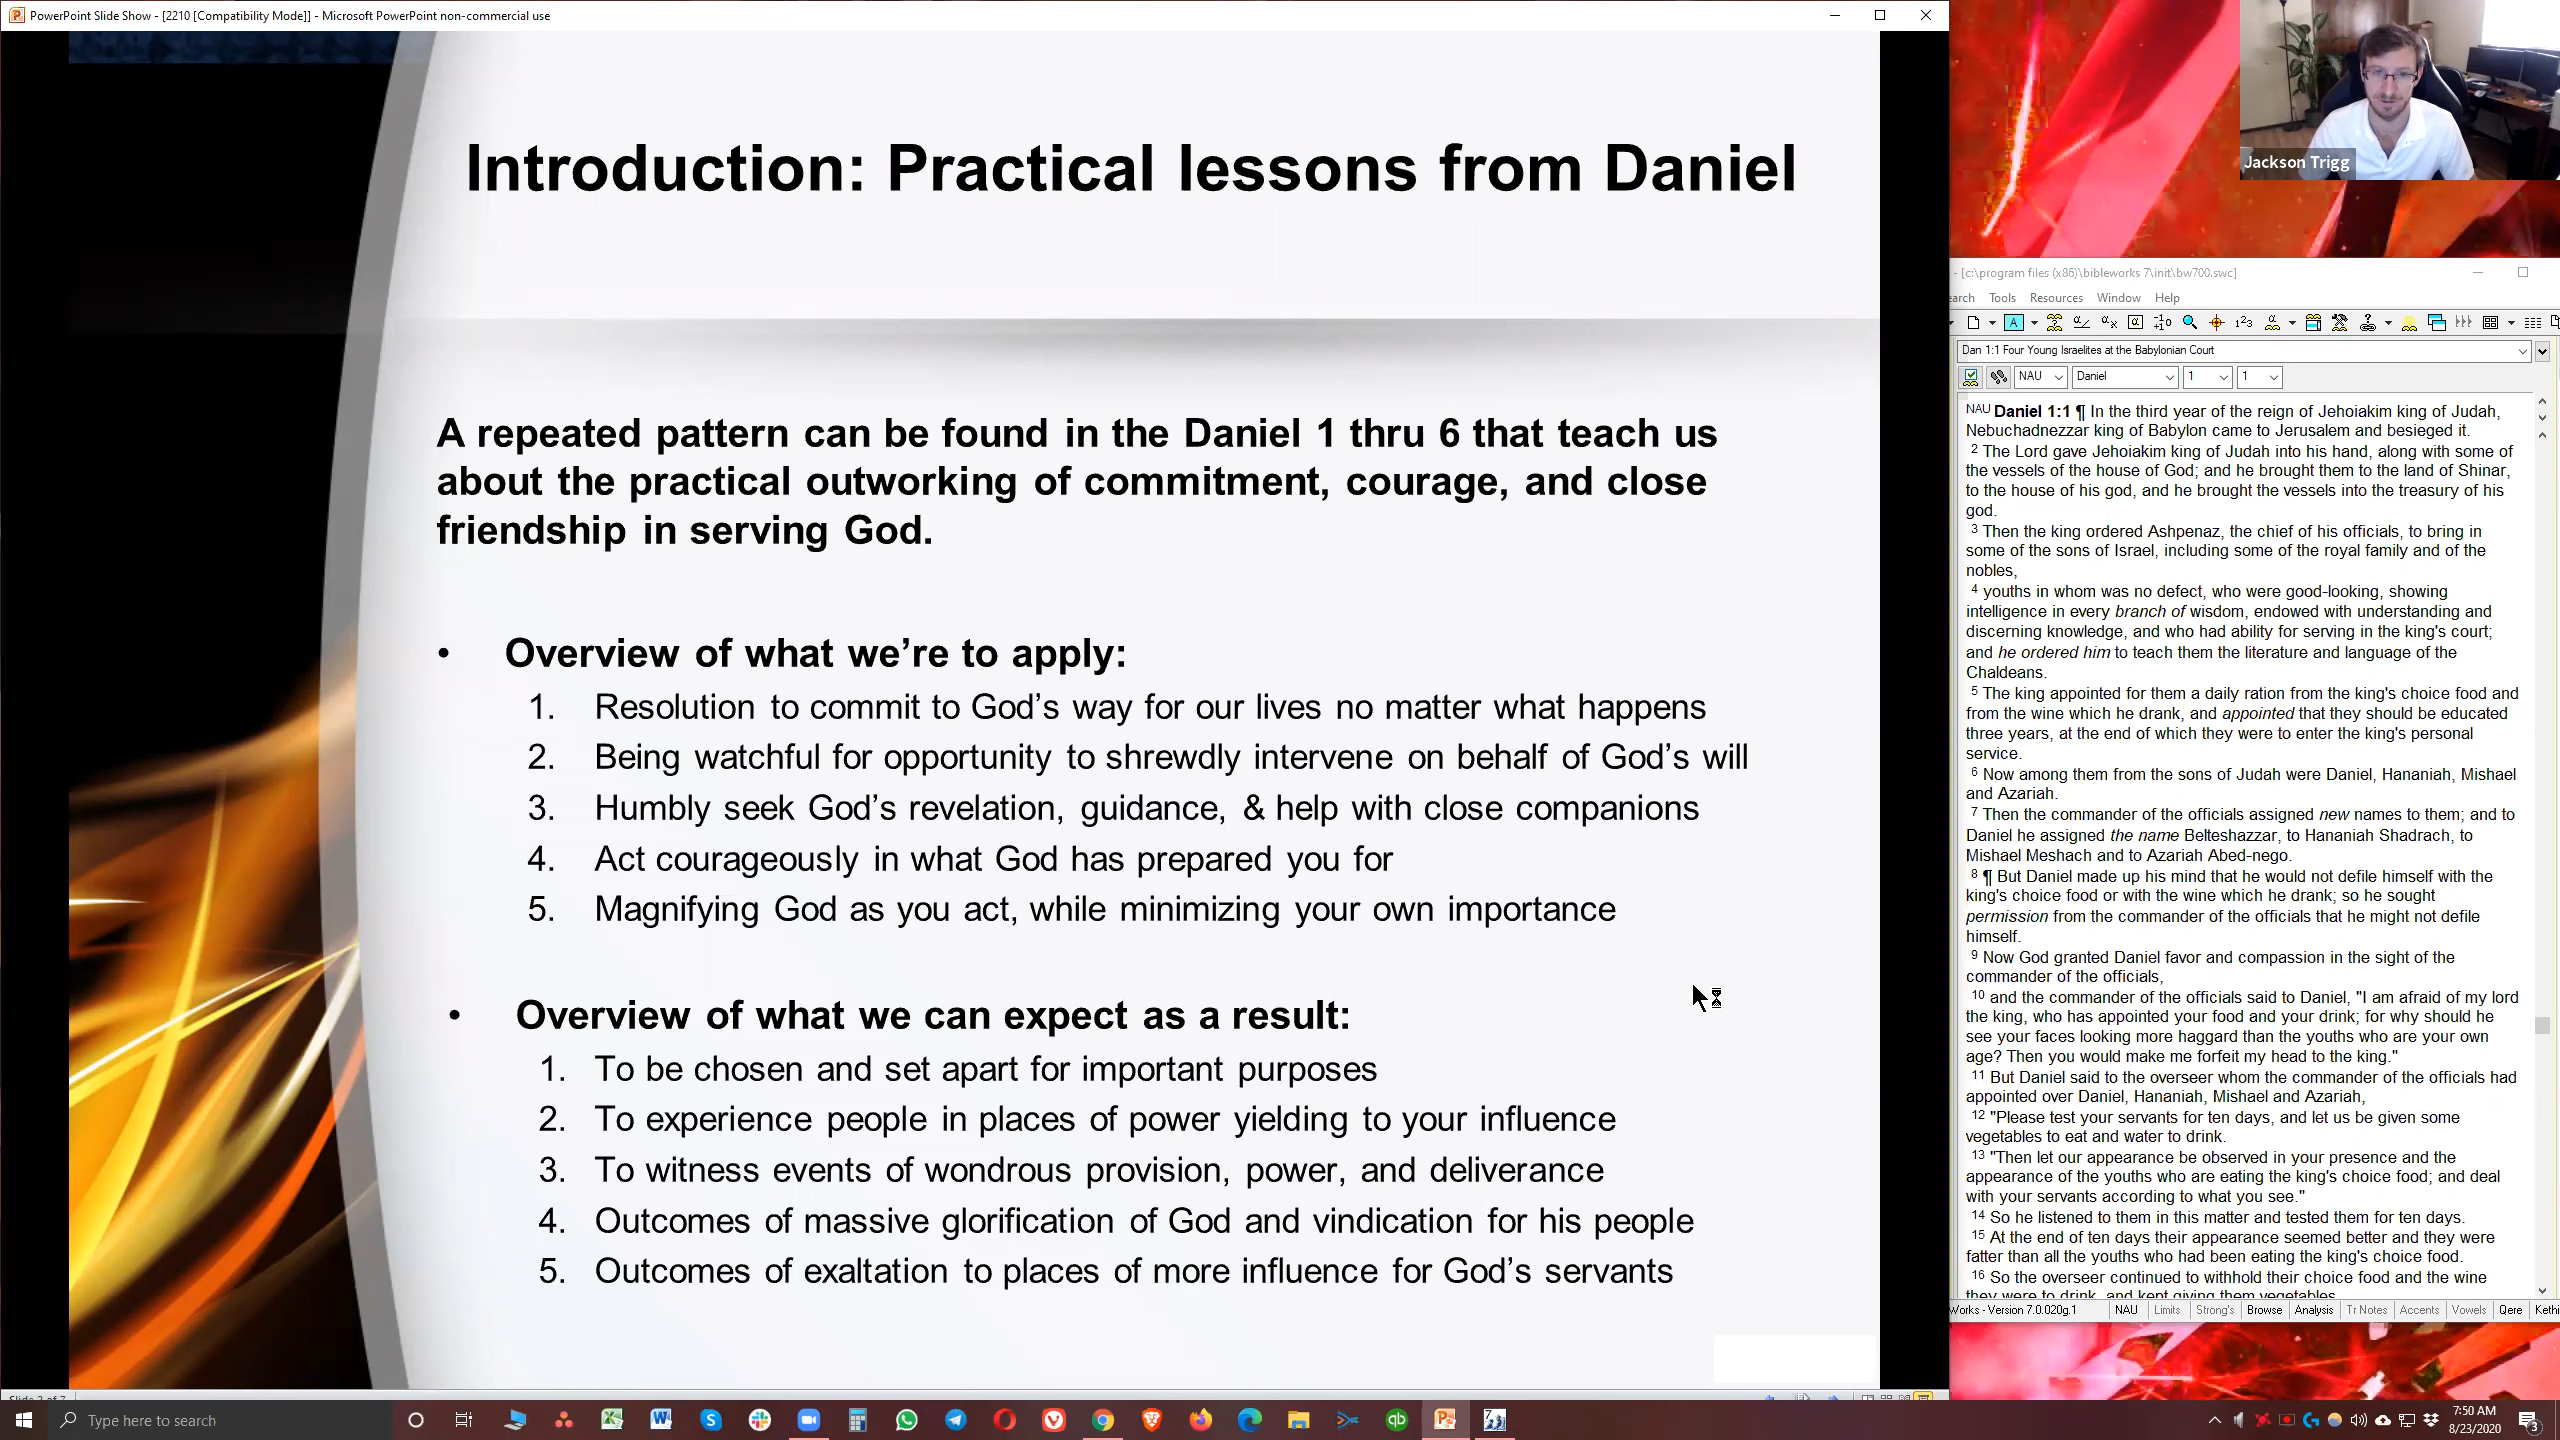 PowerPoint Slide Show - [2210 [Compatibility Mode]] - Microsoft PowerPoint non-commercial use
Introduction: Practical lessons from Daniel
A repeated pattern can be found in the Daniel 1 thru 6 that teach us
about the practical outworking of commitment, courage, and close
friendship in serving God.
• Overview of what we're to apply:
1. Resolution to commit to God's way for our lives no matter what happens
2. Being watchful for opportunity to shrewdly intervene on behalf of God's will
3. Humbly seek God's revelation, guidance, & help with close companions
4. Act courageously in what God has prepared you for
5. Magnifying God as you act, while minimizing your own importance
• Overview of what we can expect as a result:
1. To be chosen and set apart for important purposes
2. To experience people in places of power yielding to your influence
3. To witness events of wondrous provision, power, and deliverance
4. Outcomes of massive glorification of God and vindication for his people
5. Outcomes of exaltation to places of more influence for God's servants
Jackson Trigg
- [c:\program files (x86)\bibleworks 7\init\bw700.swc]
earch Tools Resources Window Help
Dan 1:1 Four Young Israelites at the Babylonian Court
NAU Daniel 1 1
NAU Daniel 1:1 ¶ In the third year of the reign of Jehoiakim king of Judah,
Nebuchadnezzar king of Babylon came to Jerusalem and besieged it.
2 The Lord gave Jehoiakim king of Judah into his hand, along with some of
the vessels of the house of God; and he brought them to the land of Shinar,
to the house of his god, and he brought the vessels into the treasury of his
god.
3 Then the king ordered Ashpenaz, the chief of his officials, to bring in
some of the sons of Israel, including some of the royal family and of the
nobles,
4 youths in whom was no defect, who were good-looking, showing
intelligence in every branch of wisdom, endowed with understanding and
discerning knowledge, and who had ability for serving in the king's court;
and he ordered him to teach them the literature and language of the
Chaldeans.
5 The king appointed for them a daily ration from the king's choice food and
from the wine which he drank, and appointed that they should be educated
three years, at the end of which they were to enter the king's personal
service.
6 Now among them from the sons of Judah were Daniel, Hananiah, Mishael
and Azariah.
7 Then the commander of the officials assigned new names to them; and to
Daniel he assigned the name Belteshazzar, to Hananiah Shadrach, to
Mishael Meshach and to Azariah Abed-nego.
8 ¶ But Daniel made up his mind that he would not defile himself with the
king's choice food or with the wine which he drank; so he sought
permission from the commander of the officials that he might not defile
himself.
9 Now God granted Daniel favor and compassion in the sight of the
commander of the officials,
10 and the commander of the officials said to Daniel, "I am afraid of my lord
the king, who has appointed your food and your drink; for why should he
see your faces looking more haggard than the youths who are your own
age? Then you would make me forfeit my head to the king."
11 But Daniel said to the overseer whom the commander of the officials had
appointed over Daniel, Hananiah, Mishael and Azariah,
12 "Please test your servants for ten days, and let us be given some
vegetables to eat and water to drink.
13 "Then let our appearance be observed in your presence and the
appearance of the youths who are eating the king's choice food; and deal
with your servants according to what you see."
14 So he listened to them in this matter and tested them for ten days.
15 At the end of ten days their appearance seemed better and they were
fatter than all the youths who had been eating the king's choice food.
16 So the overseer continued to withhold their choice food and the wine
they were to drink, and kept giving them vegetables.
Works - Version 7.0.020g.1 NAU Limits Strong's Browse Analysis Tr Notes Accents Vowels Qere Kethi
Type here to search
7:50 AM
8/23/2020
3